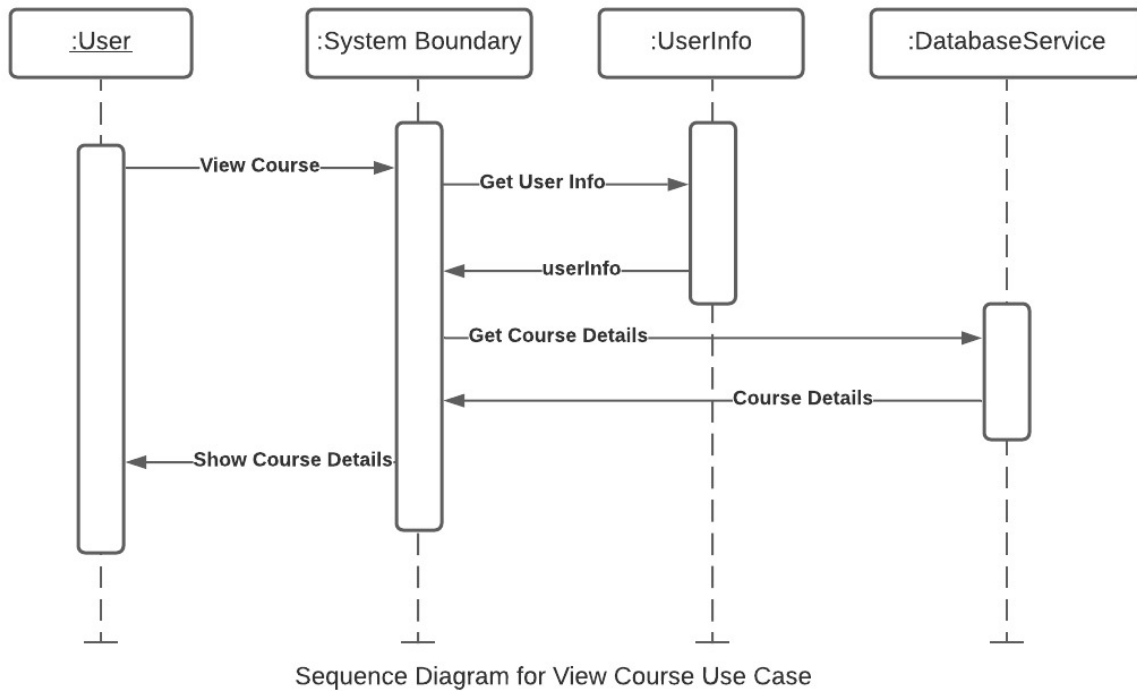 :User
:System Boundary
:UserInfo
:DatabaseService
View Course
Get User Info
userInfo
Get Course Details
Course Details
Show Course Details
Sequence Diagram for View Course Use Case